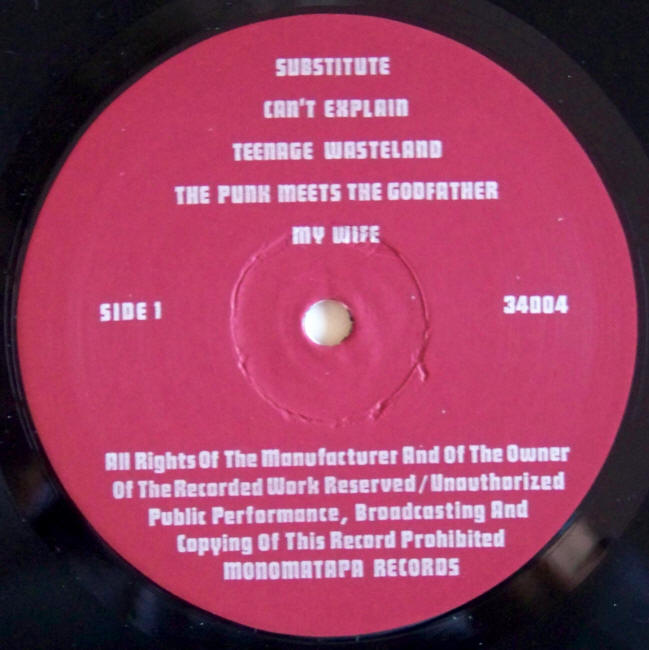 SUBSTITUTE
CAN'T EXPLAIN
TEENAGE WASTELAND
THE PUNK MEETS THE GODFATHER
MY WIFE
SIDE 1 34004
All Rights Of The Manufacturer And Of The Owner
Of The Recorded Work Reserved/Unauthorized
Public Performance, Broadcasting And
Copying Of This Record Prohibited
MONOMATAPA RECORDS